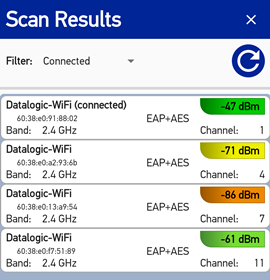 Scan Results
Filter: Connected
Datalogic-WiFi (connected) -47 dBm
60:38:e0:91:88:02 EAP+AES
Band: 2.4 GHz Channel: 1
Datalogic-WiFi -71 dBm
60:38:e0:a2:93:6b EAP+AES
Band: 2.4 GHz Channel: 4
Datalogic-WiFi -86 dBm
60:38:e0:13:a9:54 EAP+AES
Band: 2.4 GHz Channel: 7
Datalogic-WiFi -61 dBm
60:38:e0:f7:51:89 EAP+AES
Band: 2.4 GHz Channel: 11